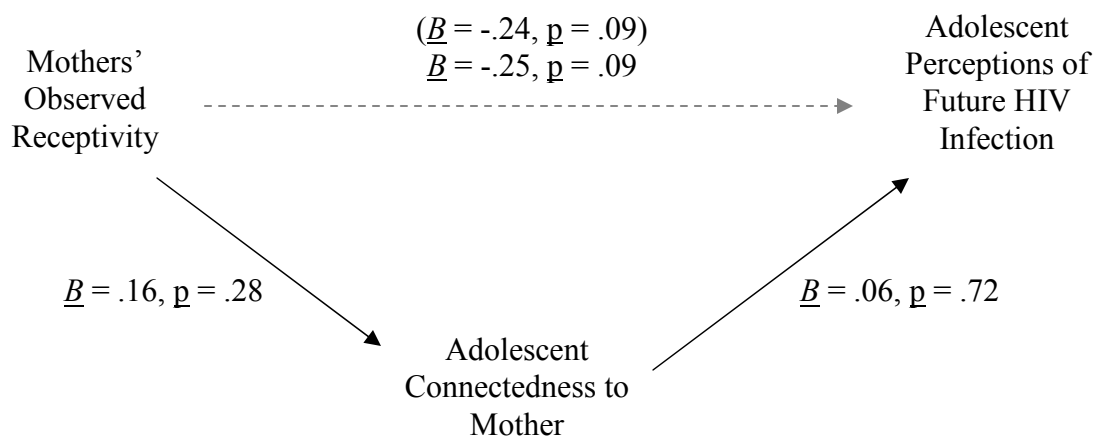 (B = -.24, p = .09)
B = -.25, p = .09
Mothers’
Observed
Receptivity
Adolescent
Perceptions of
Future HIV
Infection
B = .16, p = .28
B = .06, p = .72
Adolescent
Connectedness to
Mother